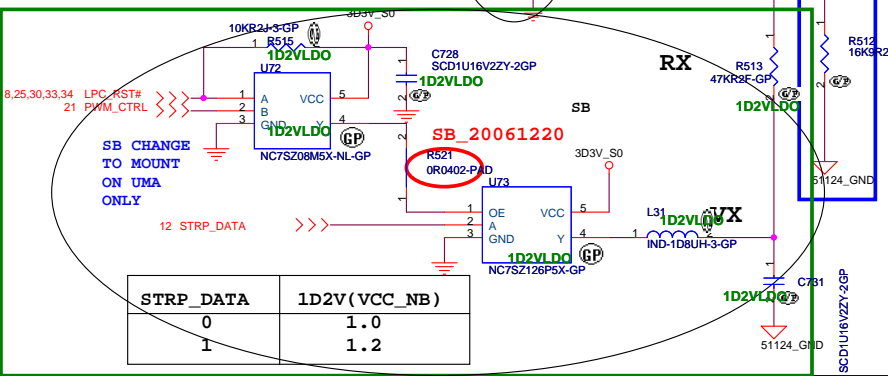 3D3V_S0
10KR2J-3-GP
1 R515
1D2VLDO
U72
C728
SCD1U16V2ZY-2GP
1D2VLDO
G/P
8,25,30,33,34 LPC_RST#
21 PWM_CTRL
1 A VCC 5
2 B
3 GND Y 4
1D2VLDO
GP
NC7SZ08M5X-NL-GP
SB CHANGE
TO MOUNT
ON UMA
ONLY
SB_20061220
R521
0R0402-PAD
RX
SB
R513
47KR2F-GP
G/P
1D2VLDO
R512
16K9R2
G/P
51124_GND
3D3V_S0
U73
12 STRP_DATA
1 OE VCC 5
2 A
3 GND Y 4
1D2VLDO
GP
NC7SZ126P5X-GP
L31
1D2VLDO
VX
1 2
IND-1D8UH-3-GP
C731
1D2VLDO
G/P
SCD1U16V2ZY-2GP
51124_GND
STRP_DATA 1D2V(VCC_NB)
0 1.0
1 1.2